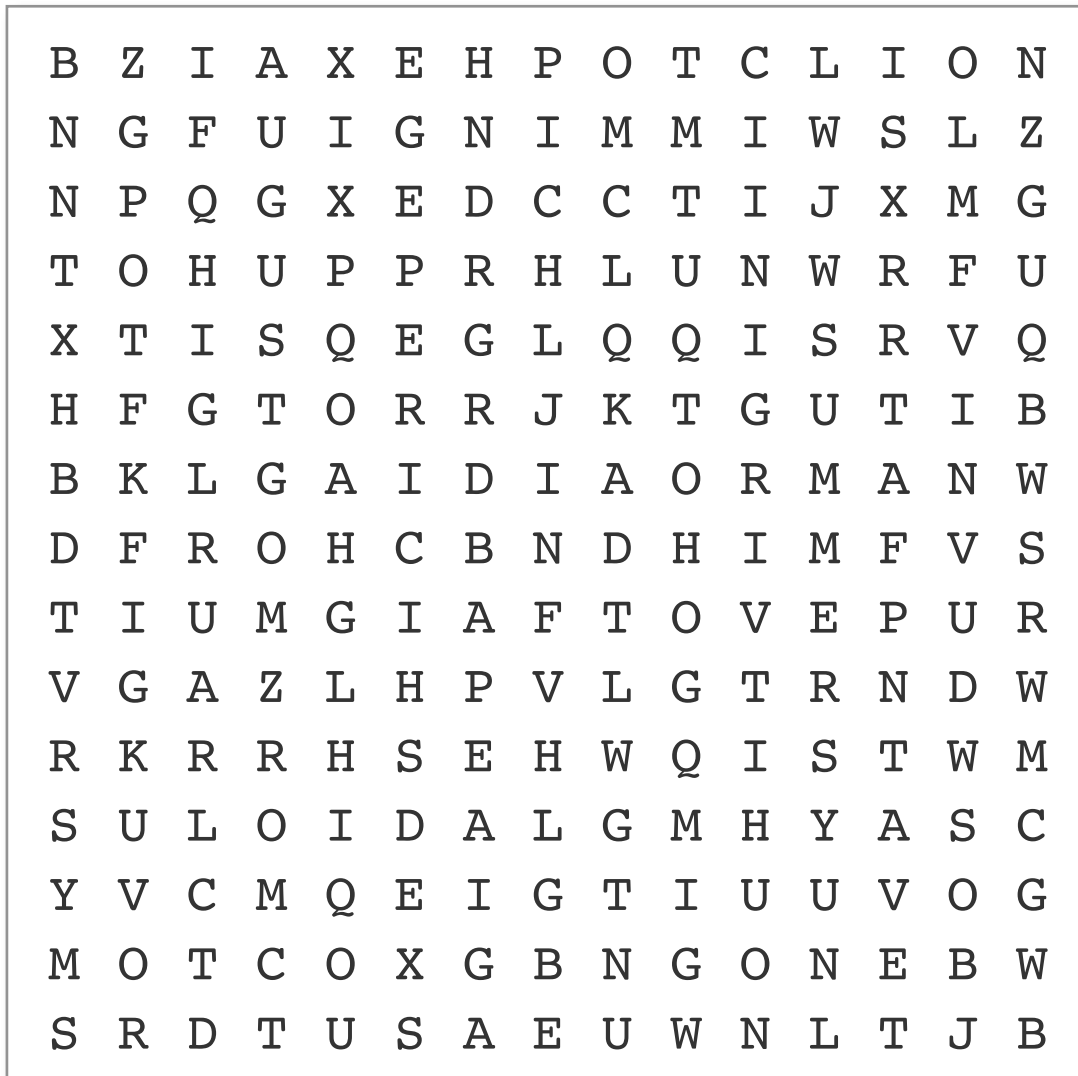 B Z I A X E H P O T C L I O N
N G F U I G N I M M I W S L Z
N P Q G X E D C C T I J X M G
T O H U P P R H L U N W R F U
X T I S Q E G L Q Q I S R V Q
H F G T O R R J K T G U T I B
B K L G A I D I A O R M A N W
D F R O H C B N D H I M F V S
T I U M G I A F T O V E P U R
V G A Z L H P V L G T R N D W
R K R R H S E H W Q I S T W M
S U L O I D A L G M H Y A S C
Y V C M Q E I G T I U U V O G
M O T C O X G B N G O N E B W
S R D T U S A E U W N L T J B